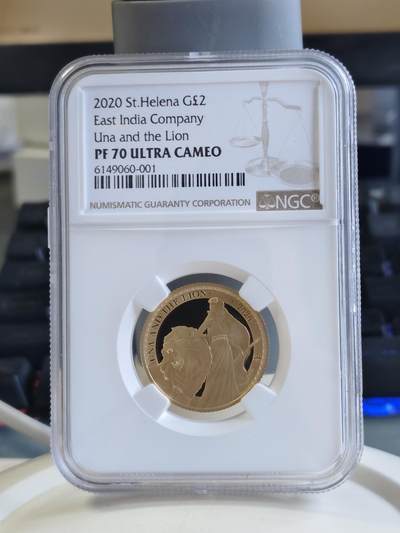 2020 St.Helena G£2
East India Company
Una and the Lion
PF 70 ULTRA CAMEO
6149060-001
NUMISMATIC GUARANTY CORPORATION
NGC®
UNA AND THE LION